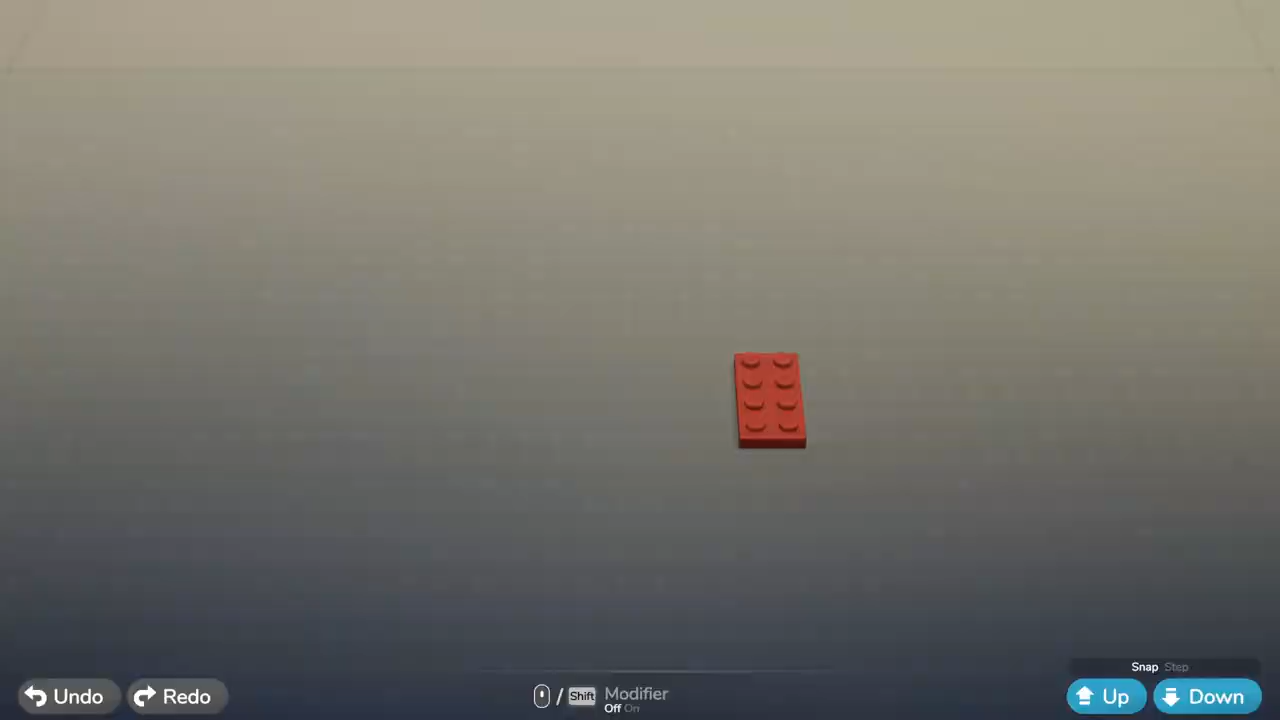 Snap Step
Undo
Redo
/ Shift
Modifier
Off On
Up
Down